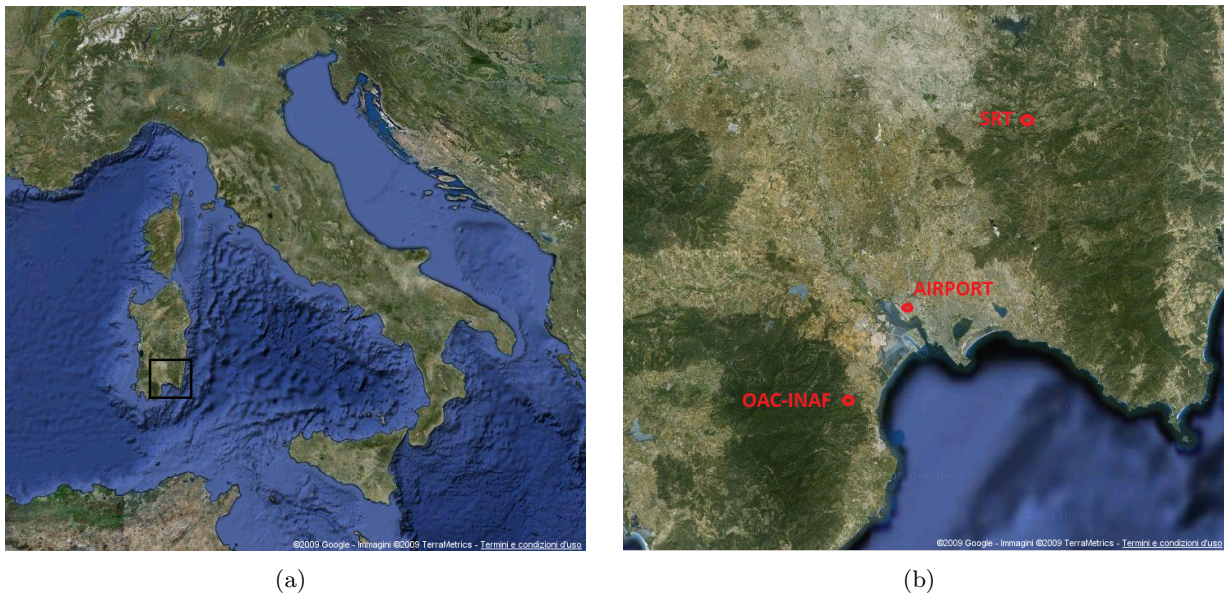 SRT
AIRPORT
OAC-INAF
©2009 Google - Immagini ©2009 TerraMetrics - Termini e condizioni d'uso
©2009 Google - Immagini ©2009 TerraMetrics - Termini e condizioni d'uso
(a)
(b)